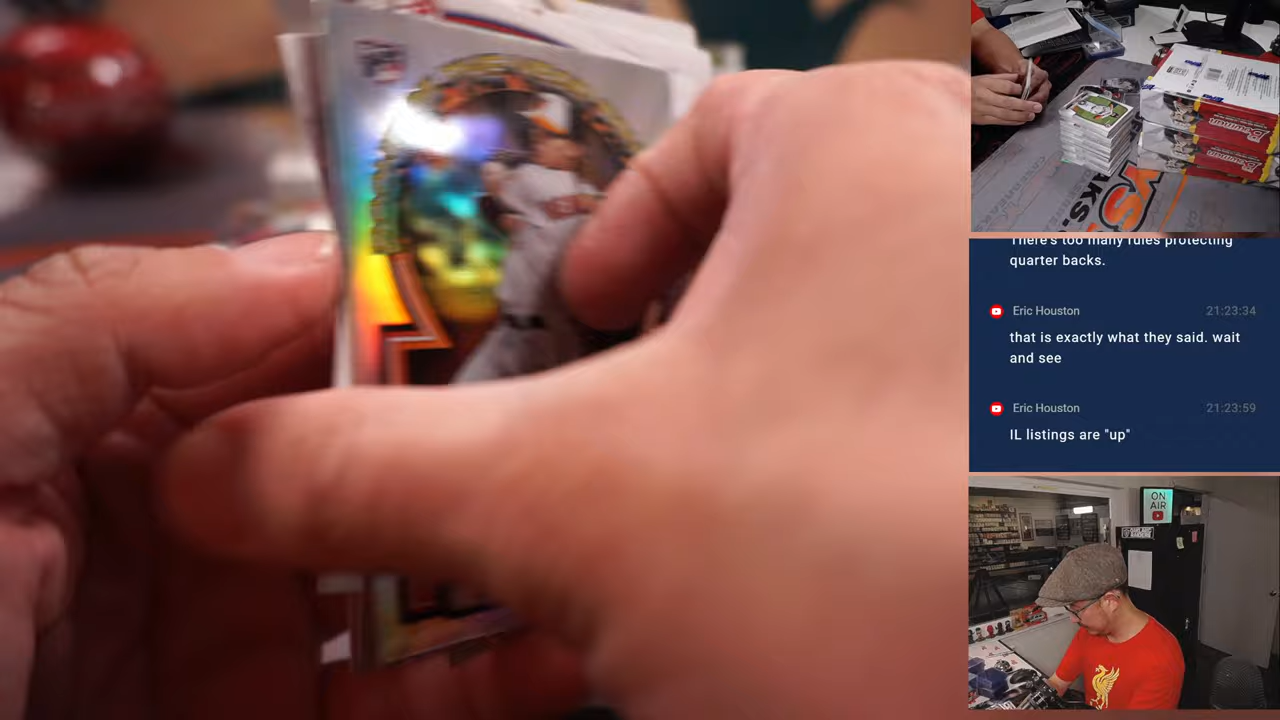 There's too many rules protecting
quarter backs.
Eric Houston 21:23:34
that is exactly what they said. wait
and see
Eric Houston 21:23:59
IL listings are "up"
ON
AIR
Bowman
Bowman